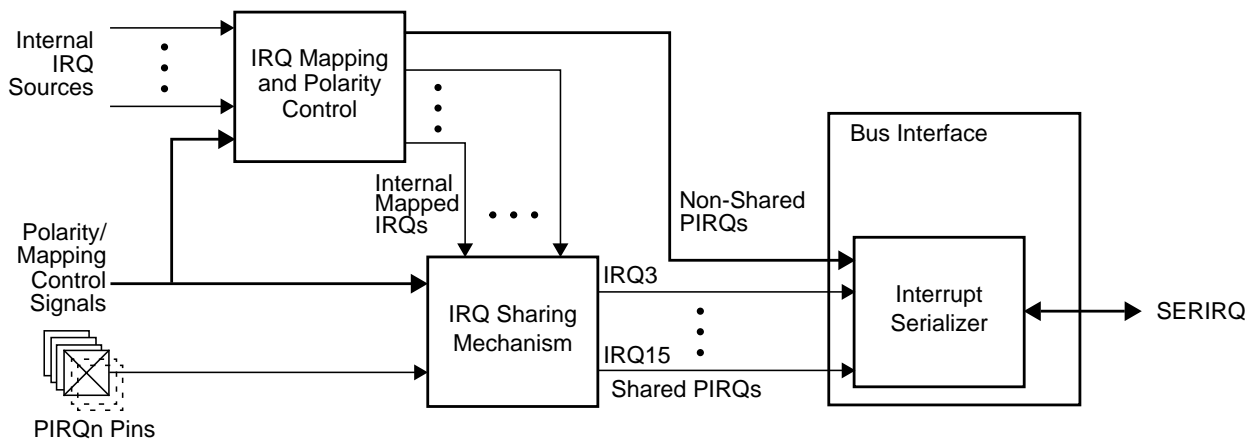 Internal
IRQ
Sources
IRQ Mapping
and Polarity
Control
Bus Interface
Internal
Mapped
IRQs
Non-Shared
PIRQs
Polarity/
Mapping
Control
Signals
IRQ Sharing
Mechanism
IRQ3
IRQ15
Shared PIRQs
Interrupt
Serializer
SERIRQ
PIRQn Pins